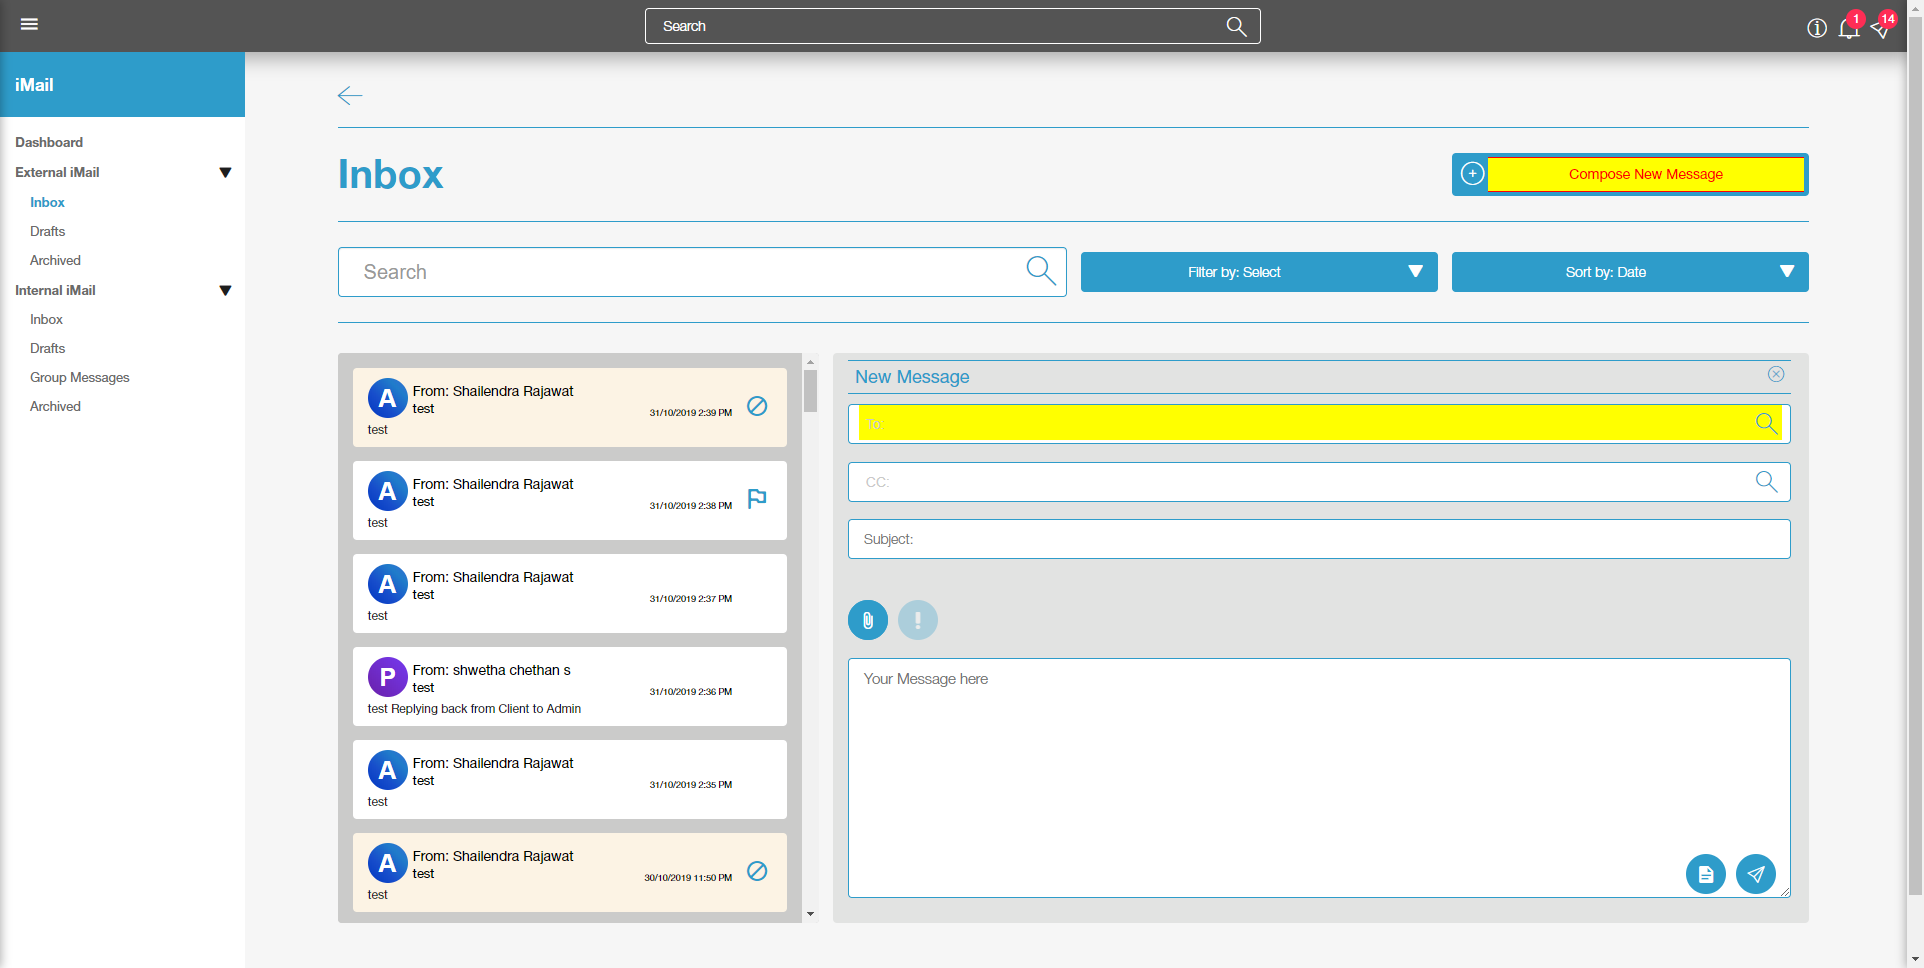 Search
1
14
iMail
Dashboard
External iMail
Inbox
Drafts
Archived
Internal iMail
Inbox
Drafts
Group Messages
Archived
Inbox
Compose New Message
Search
Filter by: Select
Sort by: Date
A
From: Shailendra Rajawat
test
31/10/2019 2:39 PM
test
A
From: Shailendra Rajawat
test
31/10/2019 2:38 PM
test
A
From: Shailendra Rajawat
test
31/10/2019 2:37 PM
test
P
From: shwetha chethan s
test
31/10/2019 2:36 PM
test Replying back from Client to Admin
A
From: Shailendra Rajawat
test
31/10/2019 2:35 PM
test
A
From: Shailendra Rajawat
test
30/10/2019 11:50 PM
test
New Message
To:
CC:
Subject:
Your Message here